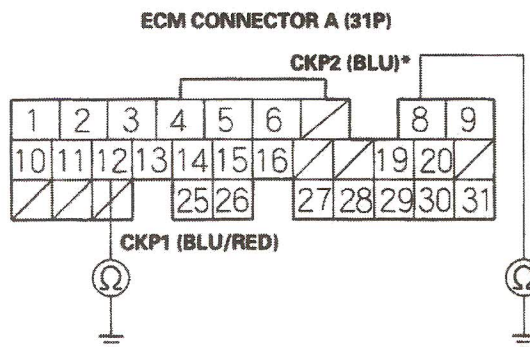 ECM CONNECTOR A (31P)
CKP2 (BLU)*
1 2 3 4 5 6 8 9
10 11 12 13 14 15 16 19 20
25 26 27 28 29 30 31
CKP1 (BLU/RED)
Ω Ω